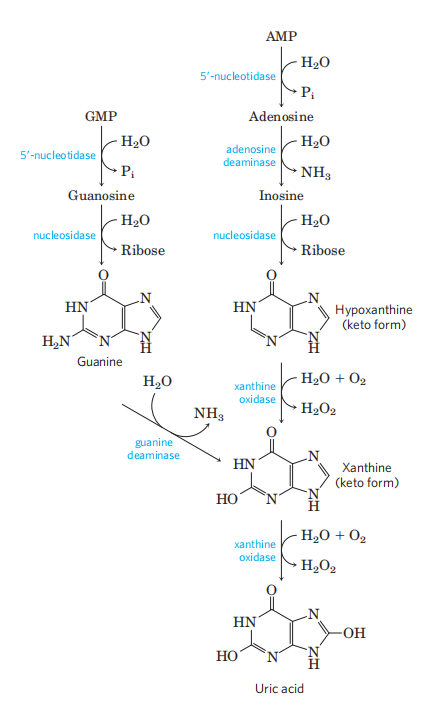 AMP
5′-nucleotidase
H₂O
Pᵢ
GMP
Adenosine
5′-nucleotidase
H₂O
Pᵢ
adenosine
deaminase
H₂O
NH₃
Guanosine
Inosine
nucleosidase
H₂O
Ribose
nucleosidase
H₂O
Ribose
O
HN
N
H₂N
N
N
H
Guanine
O
HN
N
N
N
H
Hypoxanthine
(keto form)
H₂O
NH₃
guanine
deaminase
xanthine
oxidase
H₂O + O₂
H₂O₂
O
HN
N
HO
N
N
H
Xanthine
(keto form)
xanthine
oxidase
H₂O + O₂
H₂O₂
O
HN
N
OH
HO
N
N
H
Uric acid